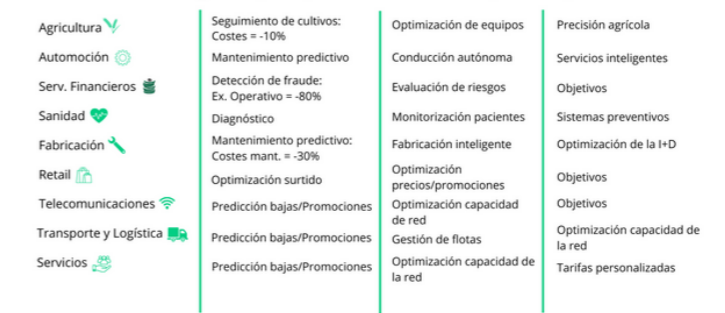 Agricultura
Seguimiento de cultivos:
Costes = -10%
Optimización de equipos
Precisión agrícola
Automoción
Mantenimiento predictivo
Conducción autónoma
Servicios inteligentes
Serv. Financieros
Detección de fraude:
Ex. Operativo = -80%
Evaluación de riesgos
Objetivos
Sanidad
Diagnóstico
Monitorización pacientes
Sistemas preventivos
Fabricación
Mantenimiento predictivo:
Costes mant. = -30%
Fabricación inteligente
Optimización de la I+D
Retail
Optimización surtido
Optimización
precios/promociones
Objetivos
Telecomunicaciones
Predicción bajas/Promociones
Optimización capacidad
de red
Objetivos
Transporte y Logística
Predicción bajas/Promociones
Gestión de flotas
Optimización capacidad de
la red
Servicios
Predicción bajas/Promociones
Optimización capacidad de
la red
Tarifas personalizadas